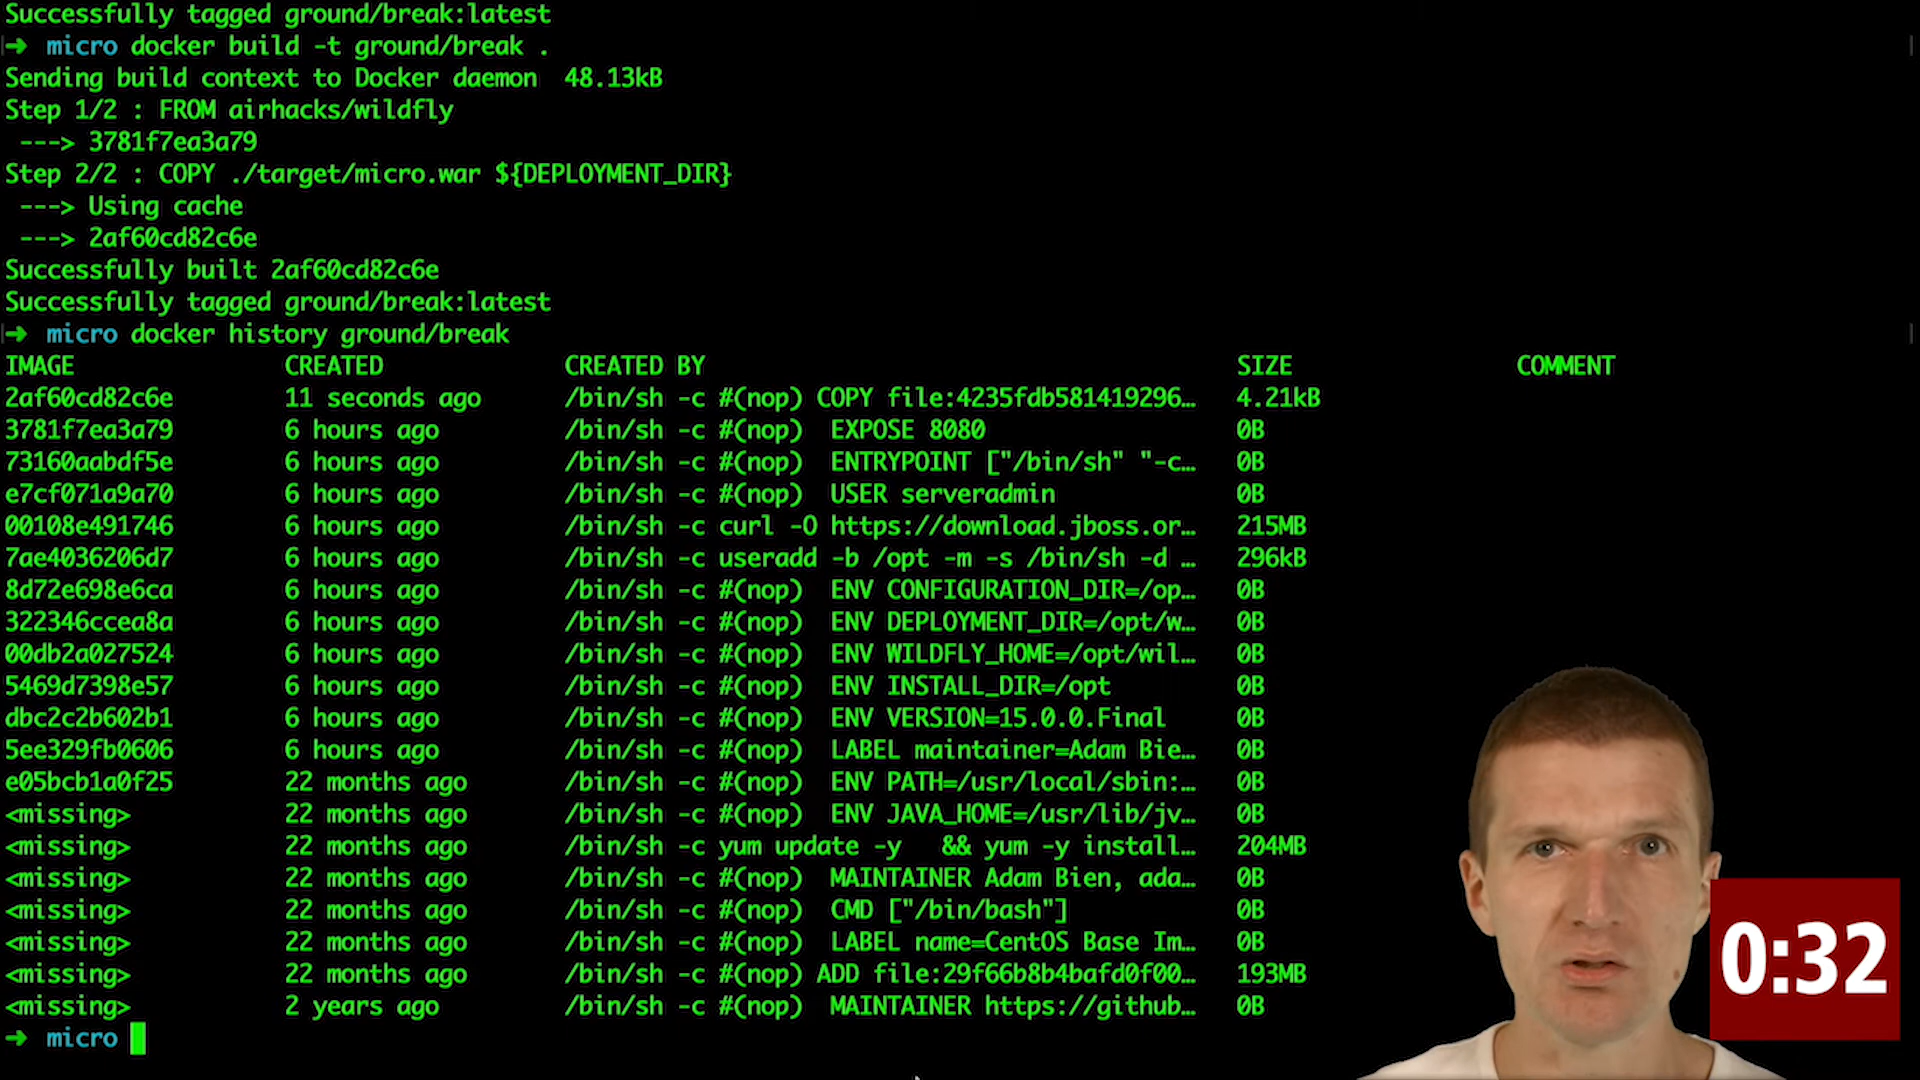 Successfully tagged ground/break:latest
➜ micro docker build -t ground/break .
Sending build context to Docker daemon 48.13kB
Step 1/2 : FROM airhacks/wildfly
---> 3781f7ea3a79
Step 2/2 : COPY ./target/micro.war ${DEPLOYMENT_DIR}
---> Using cache
---> 2af60cd82c6e
Successfully built 2af60cd82c6e
Successfully tagged ground/break:latest
➜ micro docker history ground/break
IMAGE CREATED CREATED BY SIZE COMMENT
2af60cd82c6e 11 seconds ago /bin/sh -c #(nop) COPY file:4235fdb581419296… 4.21kB
3781f7ea3a79 6 hours ago /bin/sh -c #(nop) EXPOSE 8080 0B
73160aabdf5e 6 hours ago /bin/sh -c #(nop) ENTRYPOINT ["/bin/sh" "-c… 0B
e7cf071a9a70 6 hours ago /bin/sh -c #(nop) USER serveradmin 0B
00108e491746 6 hours ago /bin/sh -c curl -O https://download.jboss.or… 215MB
7ae4036206d7 6 hours ago /bin/sh -c useradd -b /opt -m -s /bin/sh -d … 296kB
8d72e698e6ca 6 hours ago /bin/sh -c #(nop) ENV CONFIGURATION_DIR=/op… 0B
322346ccea8a 6 hours ago /bin/sh -c #(nop) ENV DEPLOYMENT_DIR=/opt/w… 0B
00db2a027524 6 hours ago /bin/sh -c #(nop) ENV WILDFLY_HOME=/opt/wil… 0B
5469d7398e57 6 hours ago /bin/sh -c #(nop) ENV INSTALL_DIR=/opt 0B
dbc2c2b602b1 6 hours ago /bin/sh -c #(nop) ENV VERSION=15.0.0.Final 0B
5ee329fb0606 6 hours ago /bin/sh -c #(nop) LABEL maintainer=Adam Bie… 0B
e05bcb1a0f25 22 months ago /bin/sh -c #(nop) ENV PATH=/usr/local/sbin:… 0B
<missing> 22 months ago /bin/sh -c #(nop) ENV JAVA_HOME=/usr/lib/jv… 0B
<missing> 22 months ago /bin/sh -c yum update -y && yum -y install… 204MB
<missing> 22 months ago /bin/sh -c #(nop) MAINTAINER Adam Bien, ada… 0B
<missing> 22 months ago /bin/sh -c #(nop) CMD ["/bin/bash"] 0B
<missing> 22 months ago /bin/sh -c #(nop) LABEL name=CentOS Base Im… 0B
<missing> 22 months ago /bin/sh -c #(nop) ADD file:29f66b8b4bafd0f00… 193MB
<missing> 2 years ago /bin/sh -c #(nop) MAINTAINER https://github… 0B
➜ micro
0:32